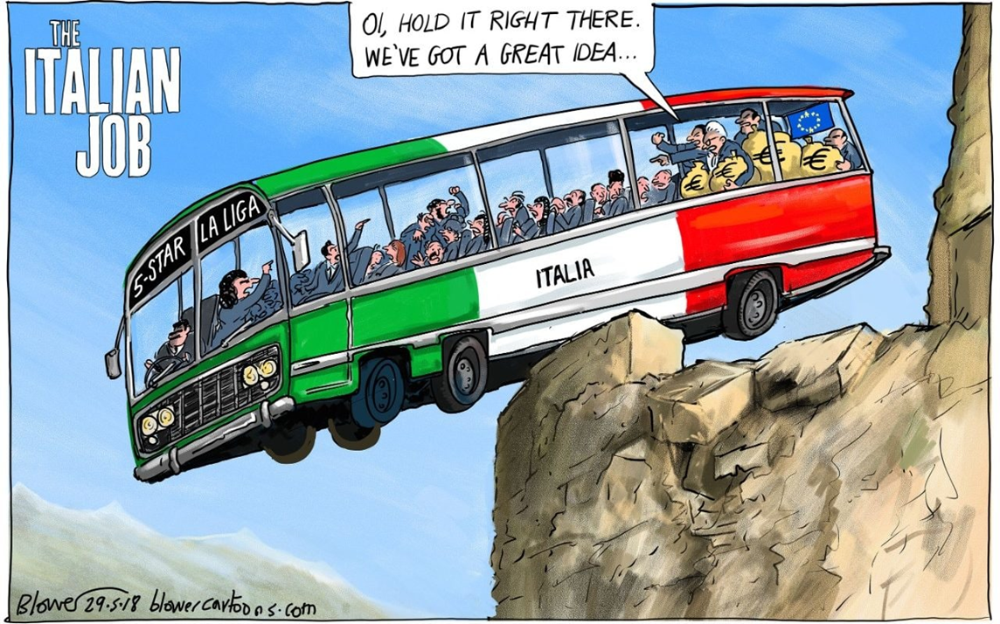 THE
ITALIAN
JOB
OI, HOLD IT RIGHT THERE.
WE'VE GOT A GREAT IDEA...
5-STAR LA LIGA
€ € € €
ITALIA
Blower 29.5.18 blowercartoons.com